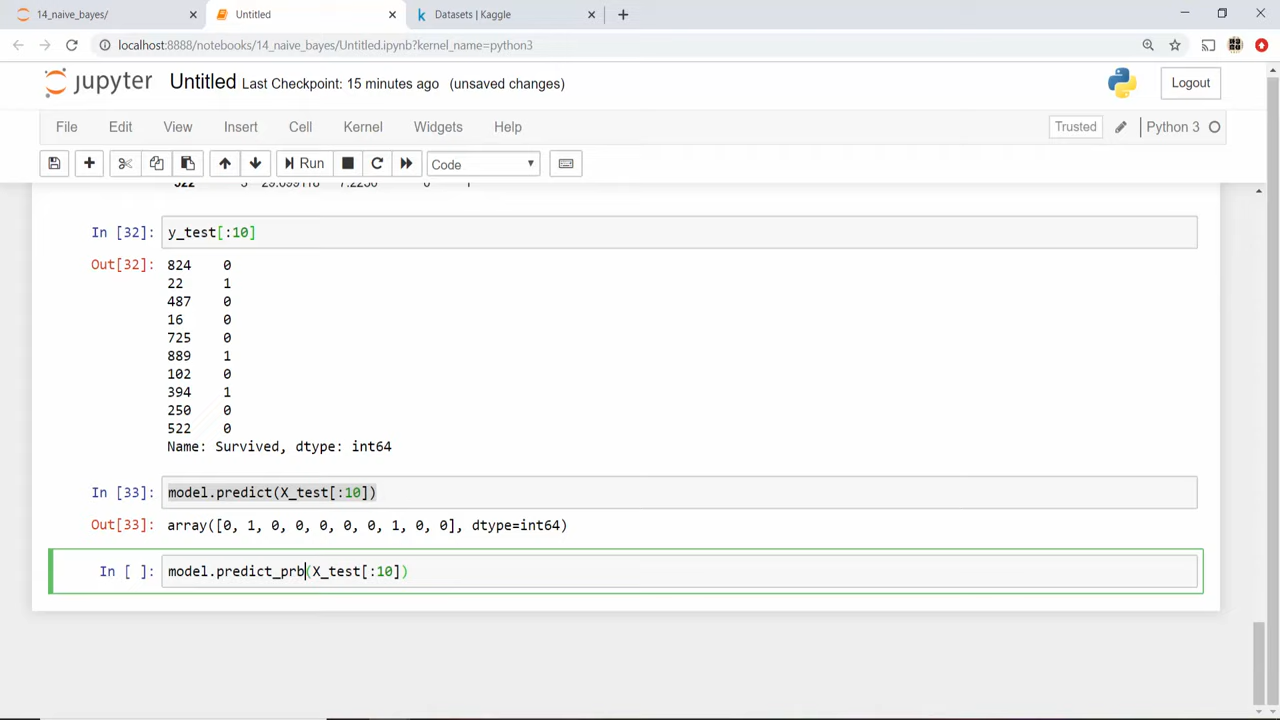 14_naive_bayes/
Untitled
Datasets | Kaggle
localhost:8888/notebooks/14_naive_bayes/Untitled.ipynb?kernel_name=python3
jupyter Untitled Last Checkpoint: 15 minutes ago (unsaved changes)
Logout
File Edit View Insert Cell Kernel Widgets Help
Trusted
Python 3
Run
Code
522 3 29.699118 7.2250 0 1
In [32]: y_test[:10]
Out[32]: 824 0
22 1
487 0
16 0
725 0
889 1
102 0
394 1
250 0
522 0
Name: Survived, dtype: int64
In [33]: model.predict(X_test[:10])
Out[33]: array([0, 1, 0, 0, 0, 0, 0, 1, 0, 0], dtype=int64)
In [ ]: model.predict_prb(X_test[:10])